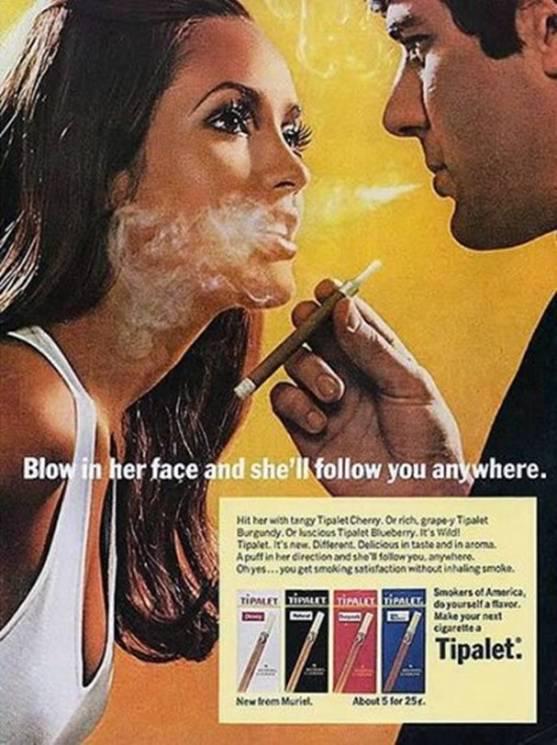 Blow in her face and she'll follow you anywhere.
Hit her with tangy Tipalet Cherry. Or rich, grape-y Tipalet
Burgundy. Or luscious Tipalet Blueberry. It's Wild!
Tipalet. It's new. Different. Delicious in taste and in aroma.
A puff in her direction and she'll follow you, anywhere.
Oh yes...you get smoking satisfaction without inhaling smoke.
TIPALET TIPALET TIPALET TIPALET
Cherry Natural Burgundy
Smokers of America,
do yourself a flavor.
Make your next
cigarette a
Tipalet.
New from Muriel. About 5 for 25¢.